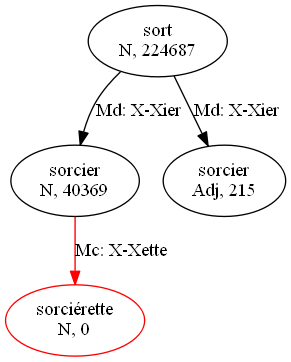 sort
N, 224687
Md: X-Xier
Md: X-Xier
sorcier
N, 40369
sorcier
Adj, 215
Mc: X-Xette
sorciérette
N, 0